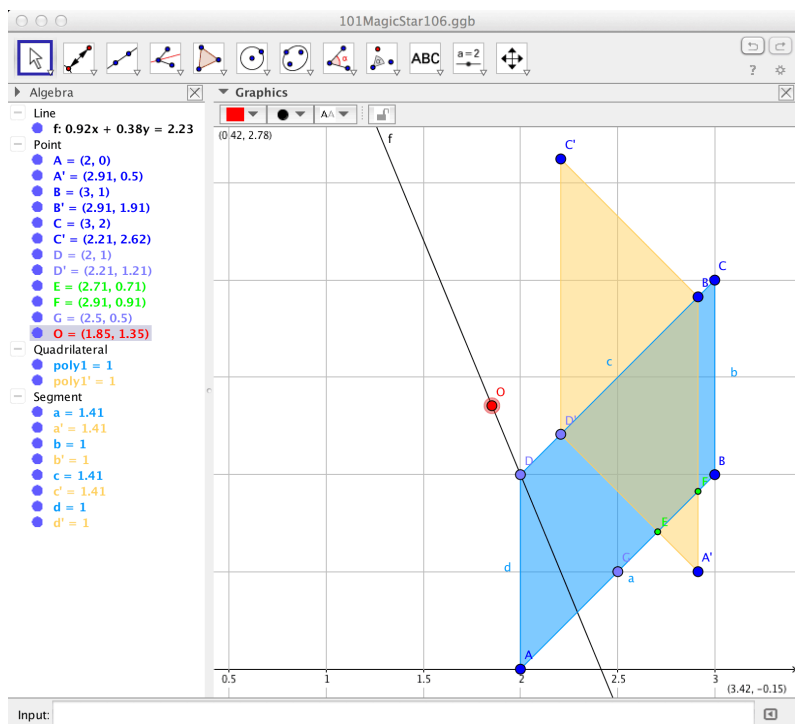 101MagicStar106.ggb
ABC a=2
?
Algebra
Graphics
Line
f: 0.92x + 0.38y = 2.23
Point
A = (2, 0)
A' = (2.91, 0.5)
B = (3, 1)
B' = (2.91, 1.91)
C = (3, 2)
C' = (2.21, 2.62)
D = (2, 1)
D' = (2.21, 1.21)
E = (2.71, 0.71)
F = (2.91, 0.91)
G = (2.5, 0.5)
O = (1.85, 1.35)
Quadrilateral
poly1 = 1
poly1' = 1
Segment
a = 1.41
a' = 1.41
b = 1
b' = 1
c = 1.41
c' = 1.41
d = 1
d' = 1
AA
(0.42, 2.78)
f
C'
C
B'
c
b
O
D'
D
B
F
E
d
G
A'
a
A
0.5 1 1.5 2 2.5 3
(3.42, -0.15)
Input: